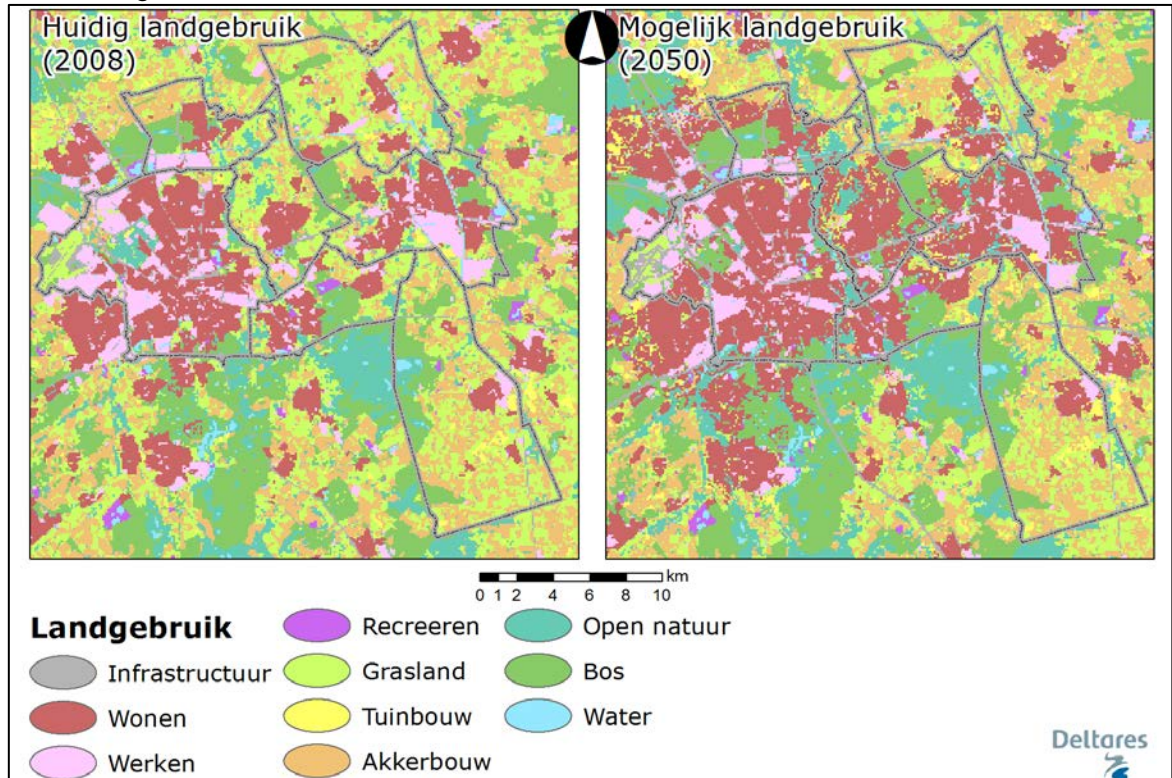 Huidig landgebruik
(2008)
Mogelijk landgebruik
(2050)
km
0 1 2 4 6 8 10
Landgebruik
Infrastructuur
Wonen
Werken
Recreeren
Grasland
Tuinbouw
Akkerbouw
Open natuur
Bos
Water
Deltares